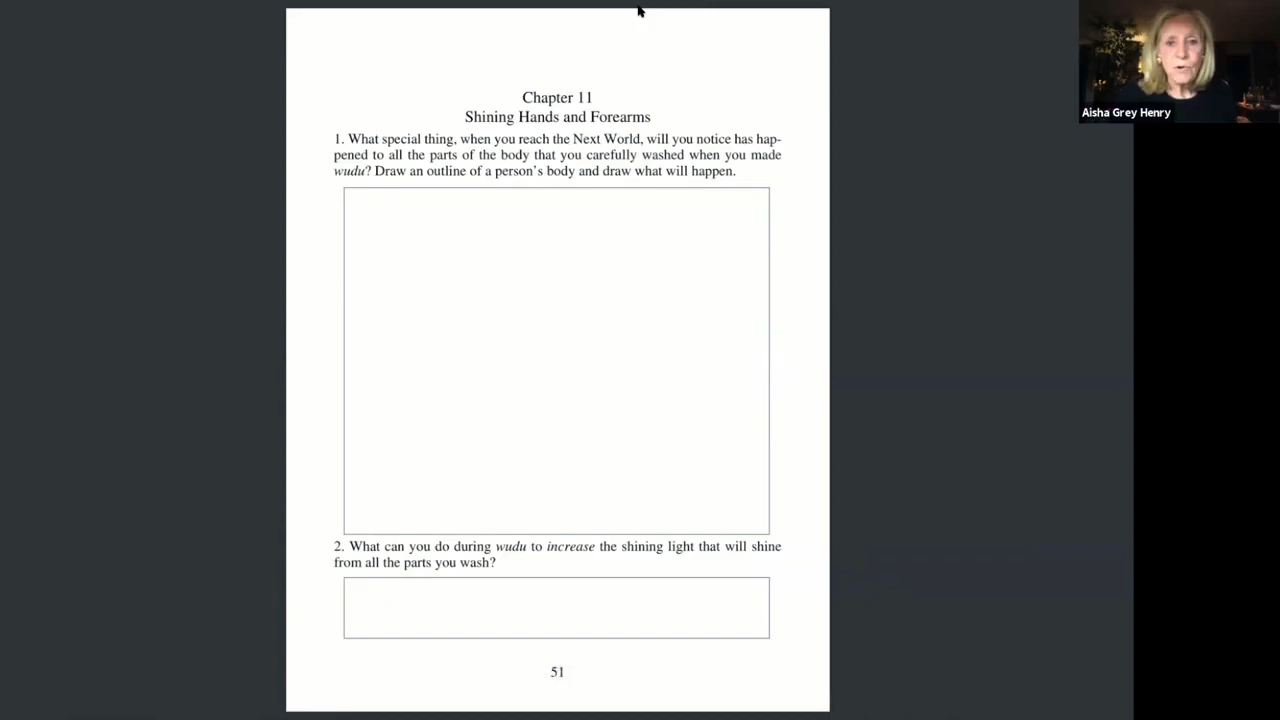 Chapter 11
Shining Hands and Forearms
1. What special thing, when you reach the Next World, will you notice has hap-
pened to all the parts of the body that you carefully washed when you made
wudu? Draw an outline of a person's body and draw what will happen.
2. What can you do during wudu to increase the shining light that will shine
from all the parts you wash?
51
Aisha Grey Henry